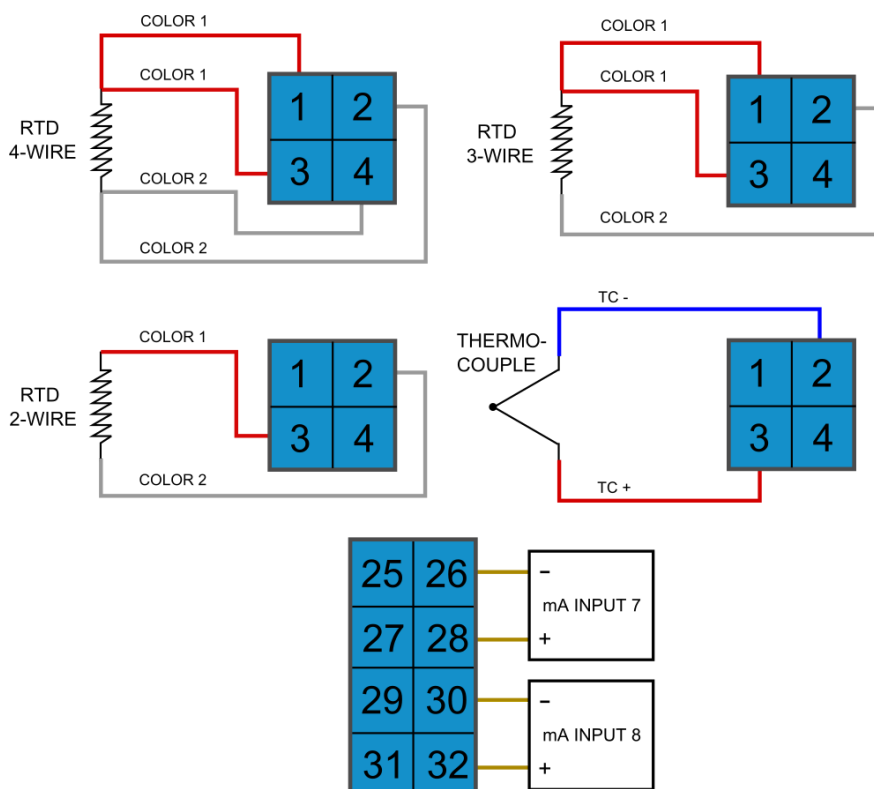 COLOR 1
COLOR 1
RTD
4-WIRE
COLOR 2
COLOR 2
1 2
3 4
COLOR 1
COLOR 1
RTD
3-WIRE
COLOR 2
1 2
3 4
COLOR 1
RTD
2-WIRE
COLOR 2
1 2
3 4
TC -
THERMO-
COUPLE
TC +
1 2
3 4
25 26
27 28
29 30
31 32
-
mA INPUT 7
+
-
mA INPUT 8
+